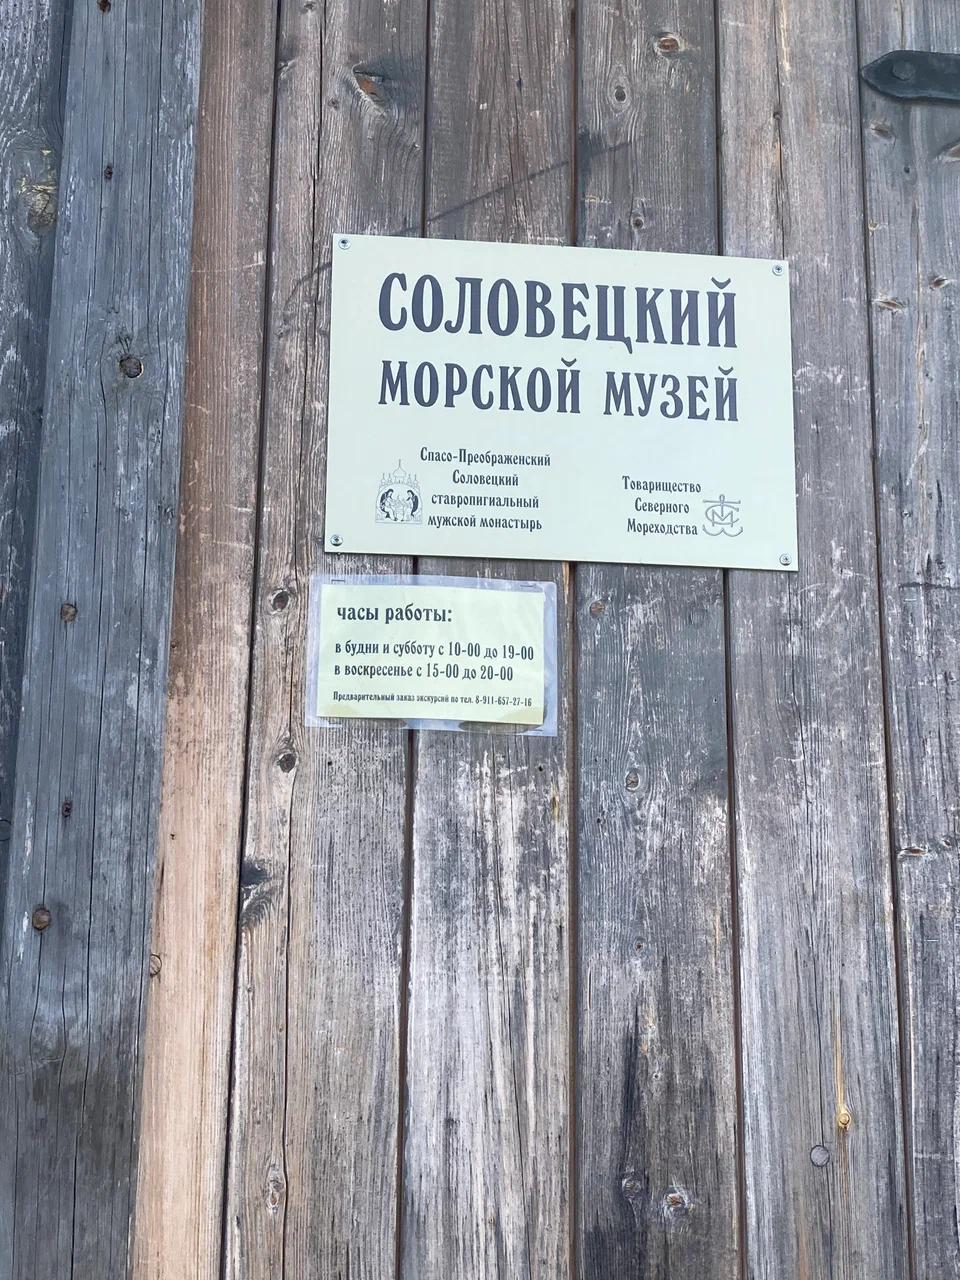 СОЛОВЕЦКИЙ
МОРСКОЙ МУЗЕЙ
Спасо-Преображенский
Соловецкий
ставропигиальный
мужской монастырь
Товарищество
Северного
Мореходства
часы работы:
в будни и субботу с 10-00 до 19-00
в воскресенье с 15-00 до 20-00
Предварительный заказ экскурсий по тел. 8-911-657-27-16